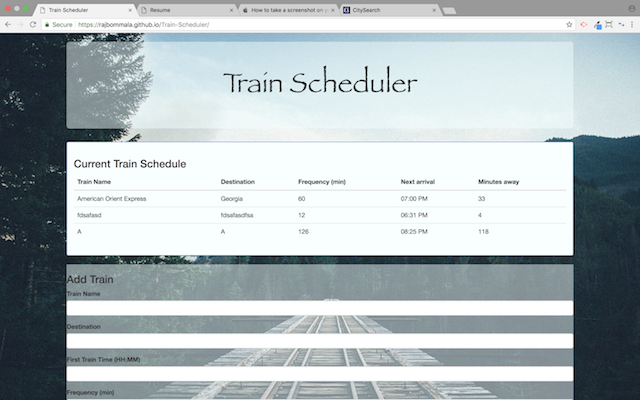 Train Scheduler Resume How to take a screenshot on y CitySearch
Secure https://rajbommala.github.io/Train-Scheduler/
Train Scheduler
Current Train Schedule
Train Name Destination Frequency (min) Next arrival Minutes away
American Orient Express Georgia 60 07:00 PM 33
fdsafasd fdsafasdfsa 12 06:31 PM 4
A A 126 08:25 PM 118
Add Train
Train Name
Destination
First Train Time (HH:MM)
Frequency (min)